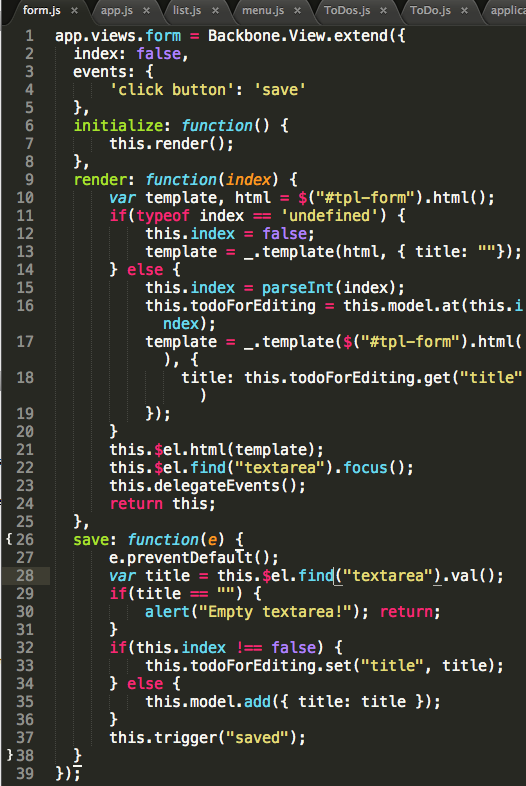 form.js × app.js × list.js × menu.js × ToDos.js × ToDo.js × applica
1 app.views.form = Backbone.View.extend({
2 index: false,
3 events: {
4 'click button': 'save'
5 },
6 initialize: function() {
7 this.render();
8 },
9 render: function(index) {
10 var template, html = $("#tpl-form").html();
11 if(typeof index == 'undefined') {
12 this.index = false;
13 template = _.template(html, { title: ""});
14 } else {
15 this.index = parseInt(index);
16 this.todoForEditing = this.model.at(this.i
ndex);
17 template = _.template($("#tpl-form").html(
), {
18 title: this.todoForEditing.get("title"
)
19 });
20 }
21 this.$el.html(template);
22 this.$el.find("textarea").focus();
23 this.delegateEvents();
24 return this;
25 },
{26 save: function(e) {
27 e.preventDefault();
28 var title = this.$el.find("textarea").val();
29 if(title == "") {
30 alert("Empty textarea!"); return;
31 }
32 if(this.index !== false) {
33 this.todoForEditing.set("title", title);
34 } else {
35 this.model.add({ title: title });
36 }
37 this.trigger("saved");
}38 }
39 });